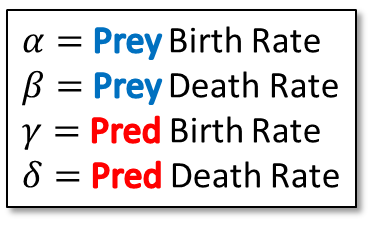 α = Prey Birth Rate
β = Prey Death Rate
γ = Pred Birth Rate
δ = Pred Death Rate